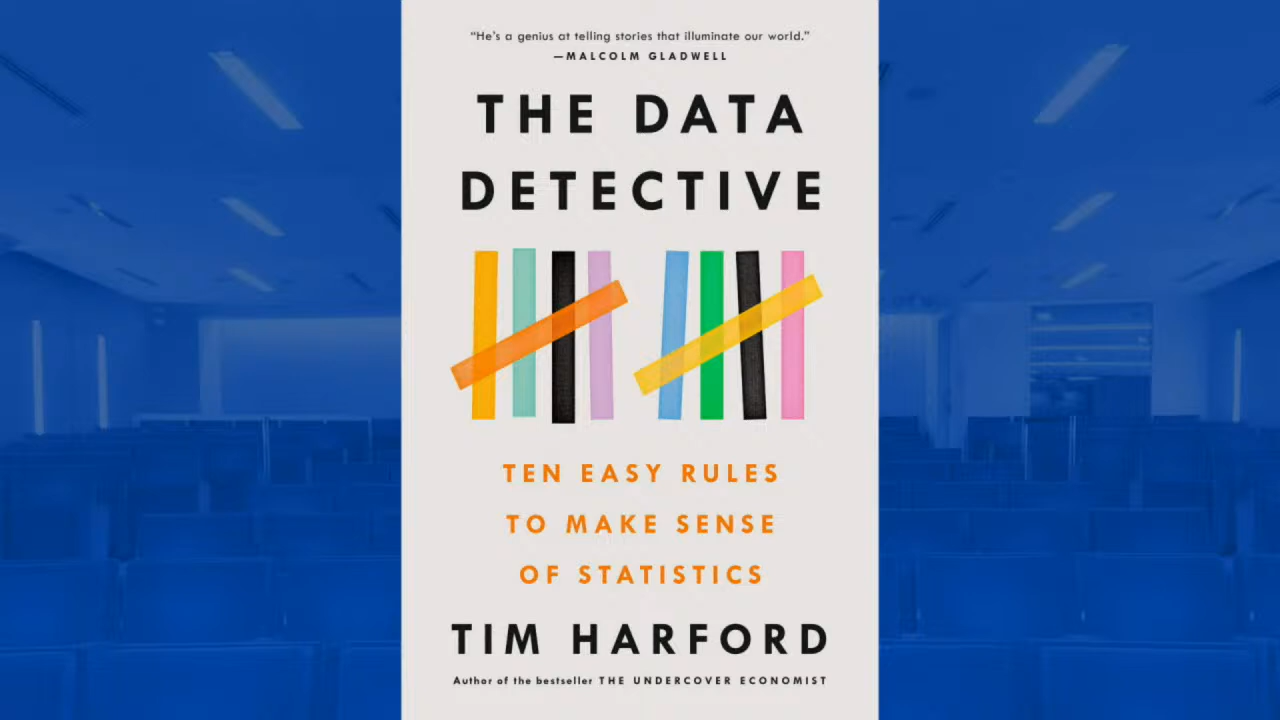 “He’s a genius at telling stories that illuminate our world.”
—MALCOLM GLADWELL
THE DATA
DETECTIVE
TEN EASY RULES
TO MAKE SENSE
OF STATISTICS
TIM HARFORD
Author of the bestseller THE UNDERCOVER ECONOMIST